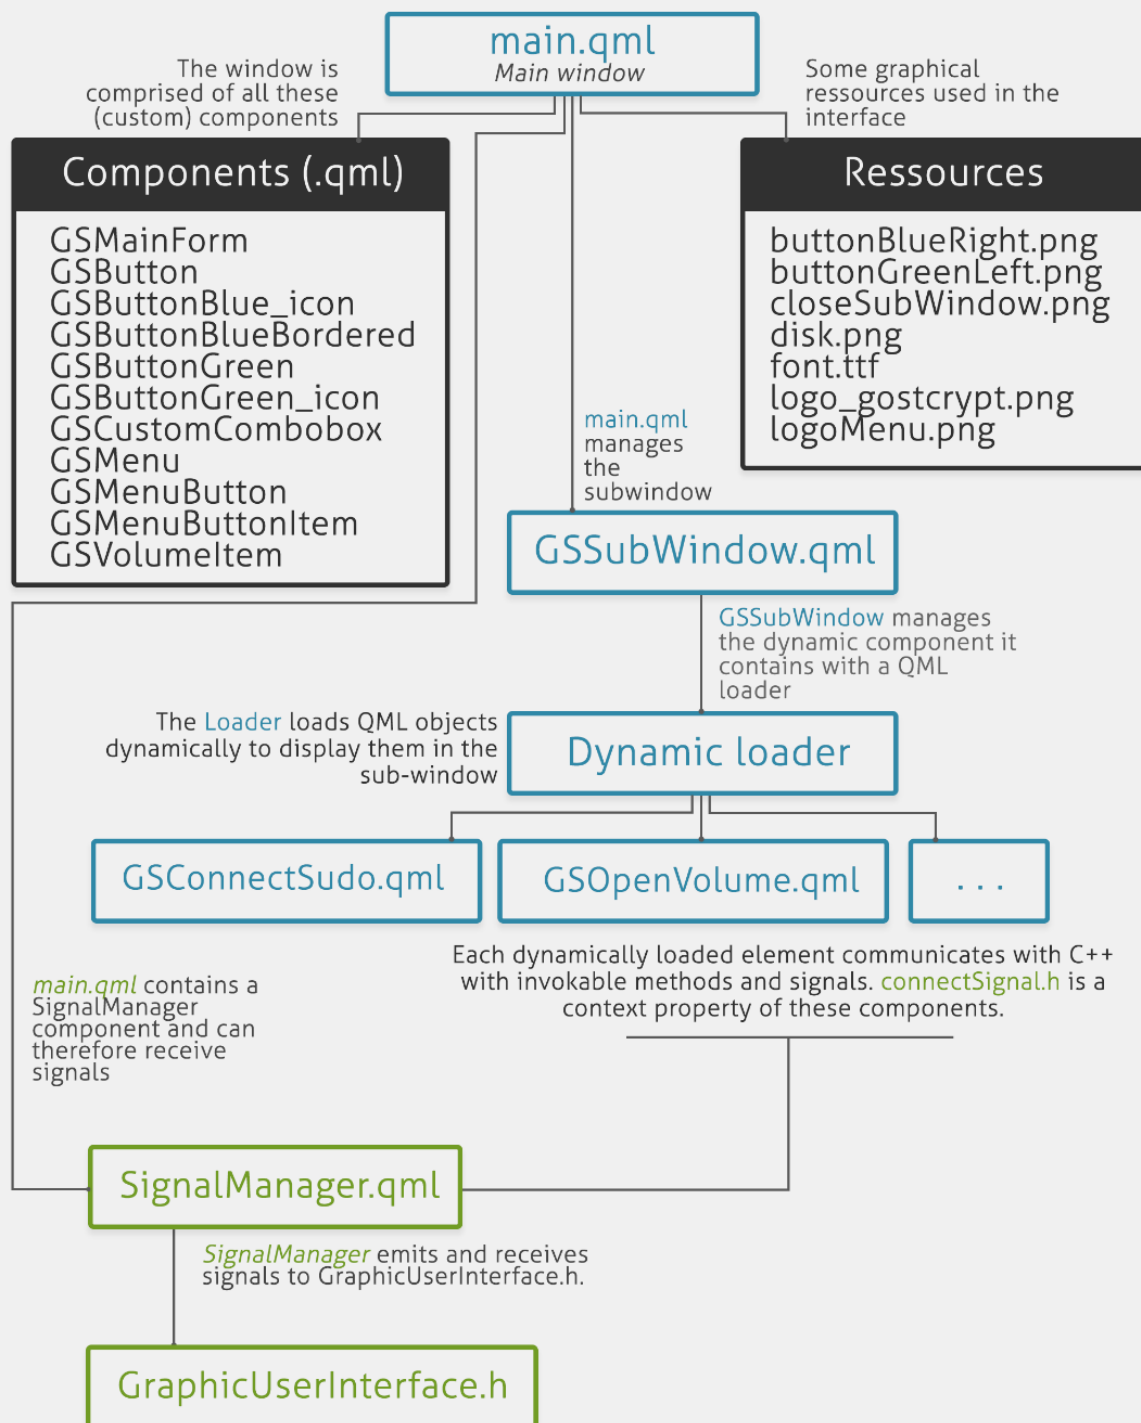 main.qml
Main window
The window is
comprised of all these
(custom) components
Some graphical
ressources used in the
interface
Components (.qml)
GSMainForm
GSButton
GSButtonBlue_icon
GSButtonBlueBordered
GSButtonGreen
GSButtonGreen_icon
GSCustomCombobox
GSMenu
GSMenuButton
GSMenuButtonItem
GSVolumeItem
Ressources
buttonBlueRight.png
buttonGreenLeft.png
closeSubWindow.png
disk.png
font.ttf
logo_gostcrypt.png
logoMenu.png
main.qml
manages
the
subwindow
GSSubWindow.qml
GSSubWindow manages
the dynamic component it
contains with a QML
loader
The Loader loads QML objects
dynamically to display them in the
sub-window
Dynamic loader
GSConnectSudo.qml
GSOpenVolume.qml
. . .
Each dynamically loaded element communicates with C++
with invokable methods and signals. connectSignal.h is a
context property of these components.
main.qml contains a
SignalManager
component and can
therefore receive
signals
SignalManager.qml
SignalManager emits and receives
signals to GraphicUserInterface.h.
GraphicUserInterface.h